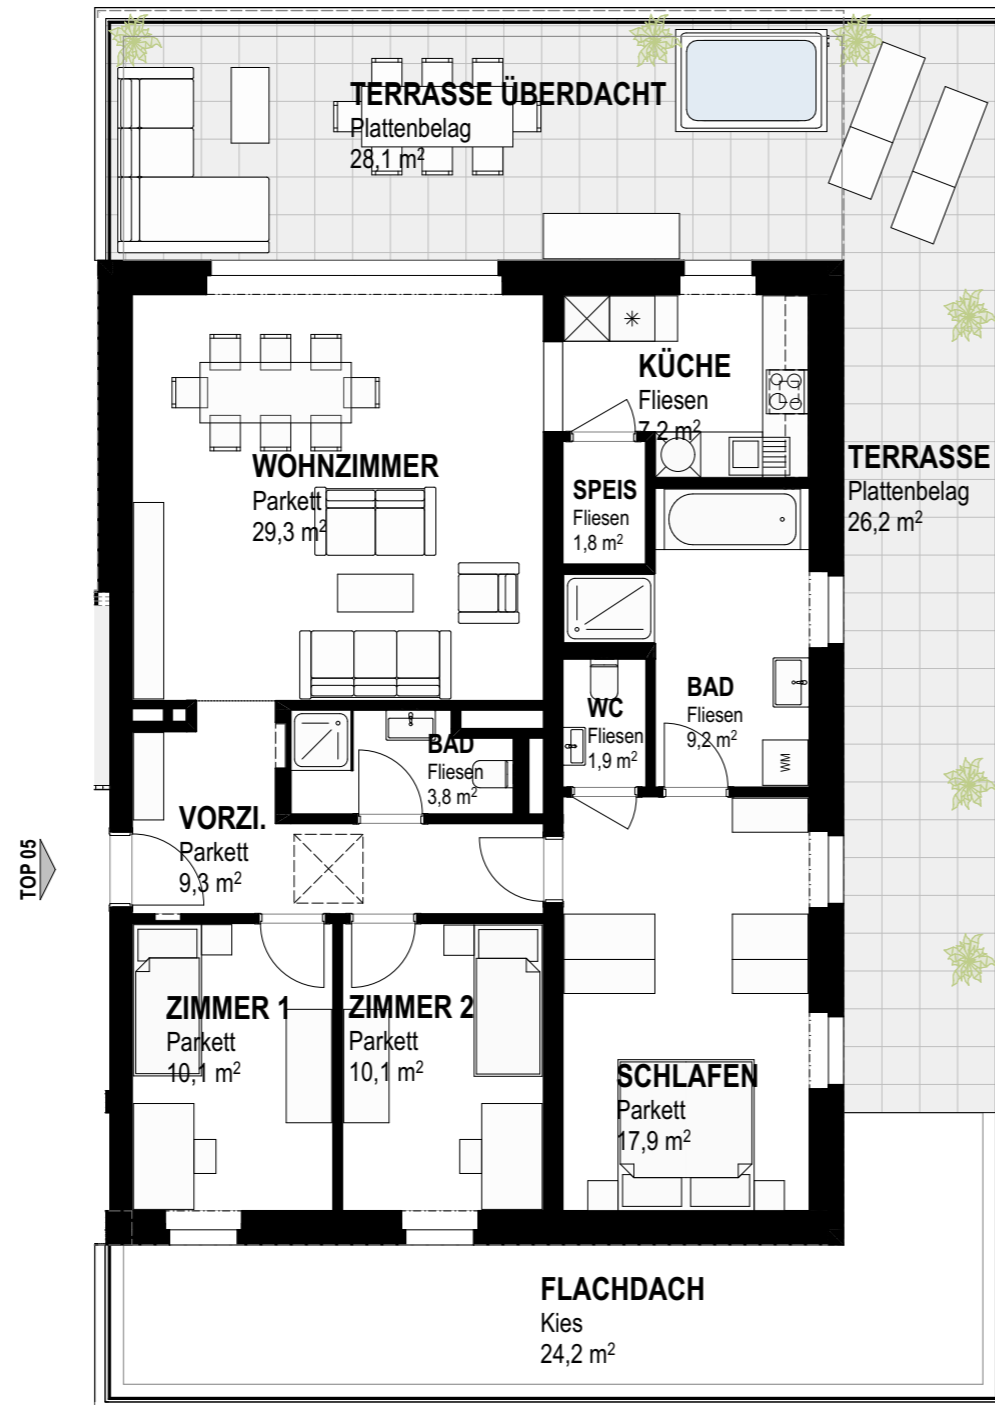 TERRASSE ÜBERDACHT
Plattenbelag
28,1 m²
KÜCHE
Fliesen
7,2 m²
WOHNZIMMER
Parkett
29,3 m²
SPEIS
Fliesen
1,8 m²
TERRASSE
Plattenbelag
26,2 m²
BAD
Fliesen
9,2 m²
WC
Fliesen
1,9 m²
WM
BAD
Fliesen
3,8 m²
VORZI.
Parkett
9,3 m²
TOP 05
ZIMMER 1
Parkett
10,1 m²
ZIMMER 2
Parkett
10,1 m²
SCHLAFEN
Parkett
17,9 m²
FLACHDACH
Kies
24,2 m²